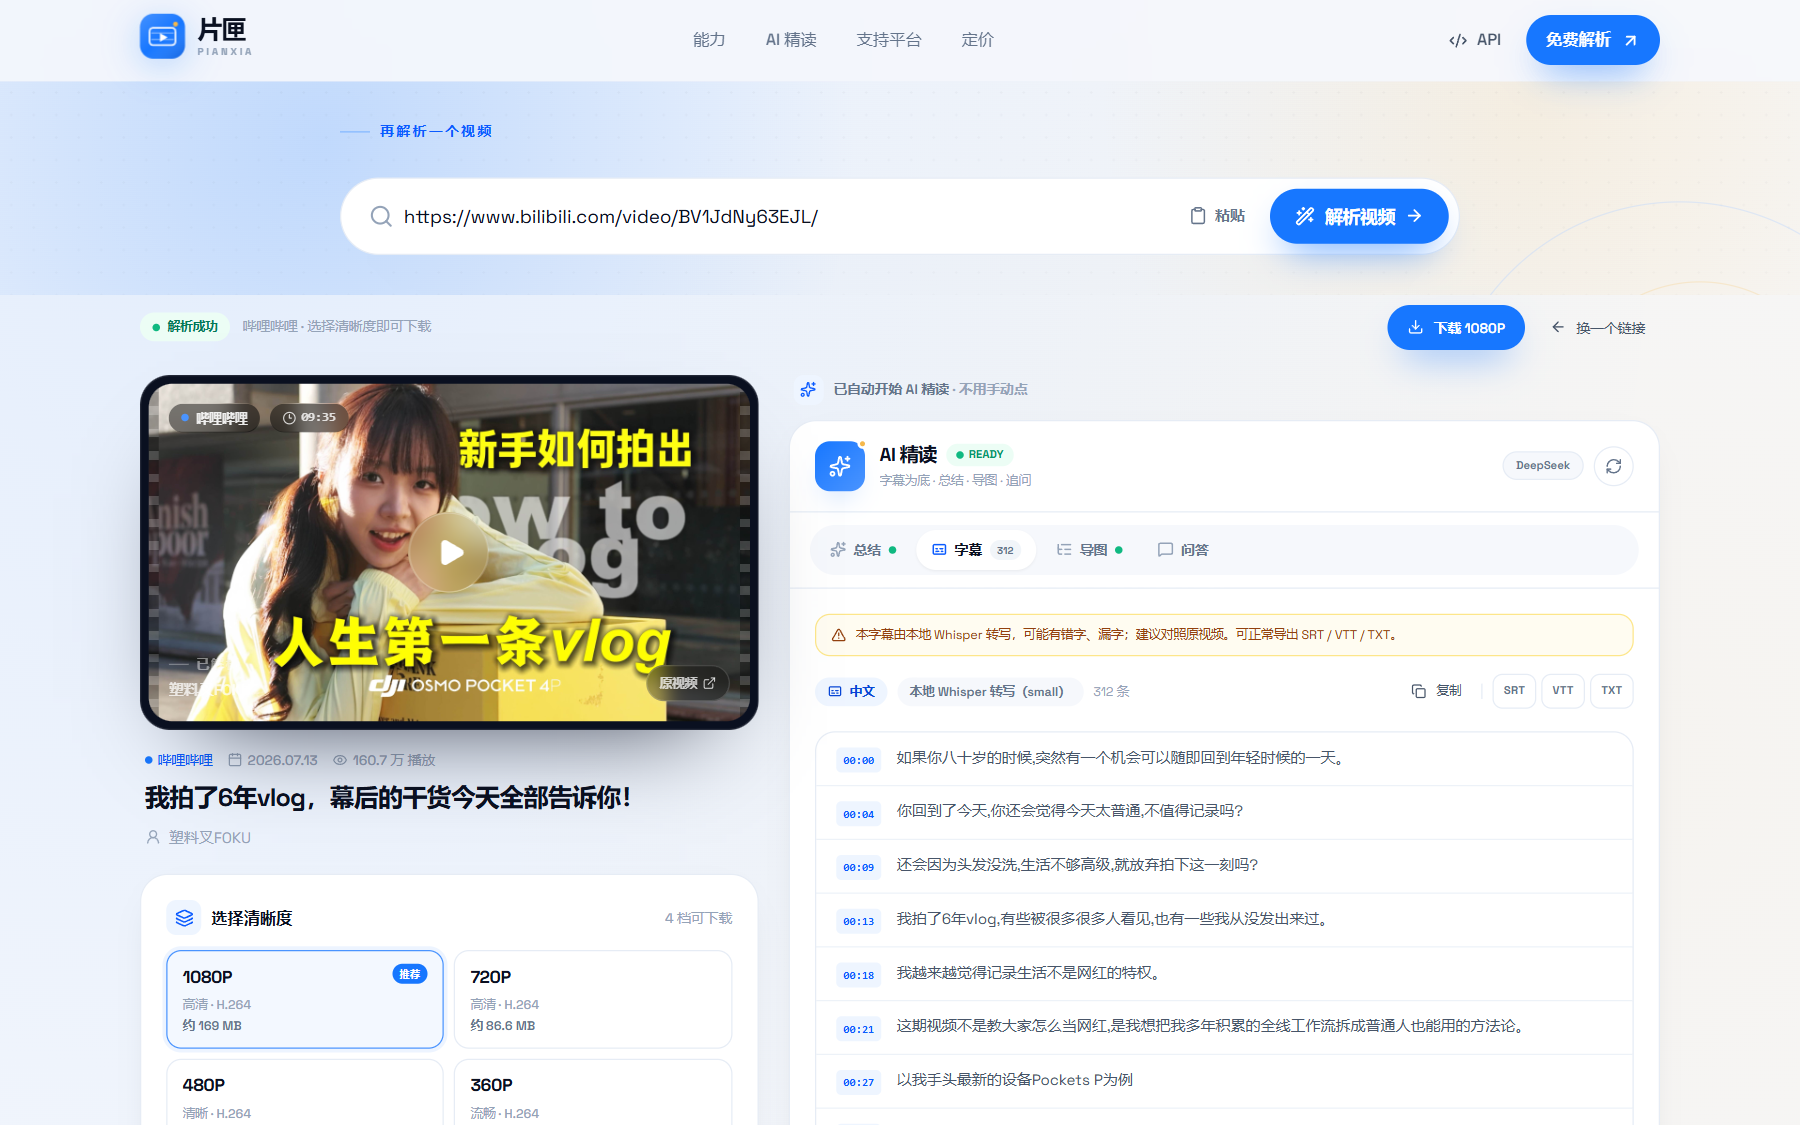 片匣
PIANXIA
能力
AI 精读
支持平台
定价
API
免费解析
再解析一个视频
https://www.bilibili.com/video/BV1JdNy63EJL/
粘贴
解析视频
解析成功
哔哩哔哩 · 选择清晰度即可下载
下载 1080P
换一个链接
哔哩哔哩
09:35
新手如何拍出
how to
vlog
人生第一条vlog
dji OSMO POCKET 4P
塑料叉FOKU
原视频
哔哩哔哩
2026.07.13
160.7 万 播放
我拍了6年vlog，幕后的干货今天全部告诉你！
塑料叉FOKU
选择清晰度
4 档可下载
1080P
推荐
高清 · H.264
约 169 MB
720P
高清 · H.264
约 86.6 MB
480P
清晰 · H.264
360P
流畅 · H.264
已自动开始 AI 精读 · 不用手动点
AI 精读
READY
字幕为底 · 总结 · 导图 · 追问
DeepSeek
总结
字幕 312
导图
问答
本字幕由本地 Whisper 转写，可能有错字、漏字；建议对照原视频。可正常导出 SRT / VTT / TXT。
中文
本地 Whisper 转写（small）
312 条
复制
SRT
VTT
TXT
00:00 如果你八十岁的时候,突然有一个机会可以随即回到年轻时候的一天。
00:04 你回到了今天,你还会觉得今天太普通,不值得记录吗?
00:09 还会因为头发没洗,生活不够高级,就放弃拍下这一刻吗?
00:13 我拍了6年vlog,有些被很多很多人看见,也有一些我从没发出来过。
00:18 我越来越觉得记录生活不是网红的特权。
00:21 这期视频不是教大家怎么当网红,是我想把我多年积累的全线工作流拆成普通人也能用的方法论。
00:27 以我手头最新的设备Pockets P为例